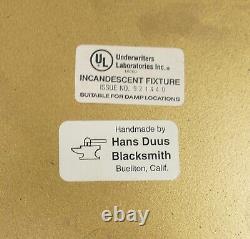 UL
Underwriters
Laboratories Inc.®
LISTED
INCANDESCENT FIXTURE
ISSUE NO. 921440
SUITABLE FOR DAMP LOCATIONS
Handmade by
Hans Duus
Blacksmith
Buellton, Calif.